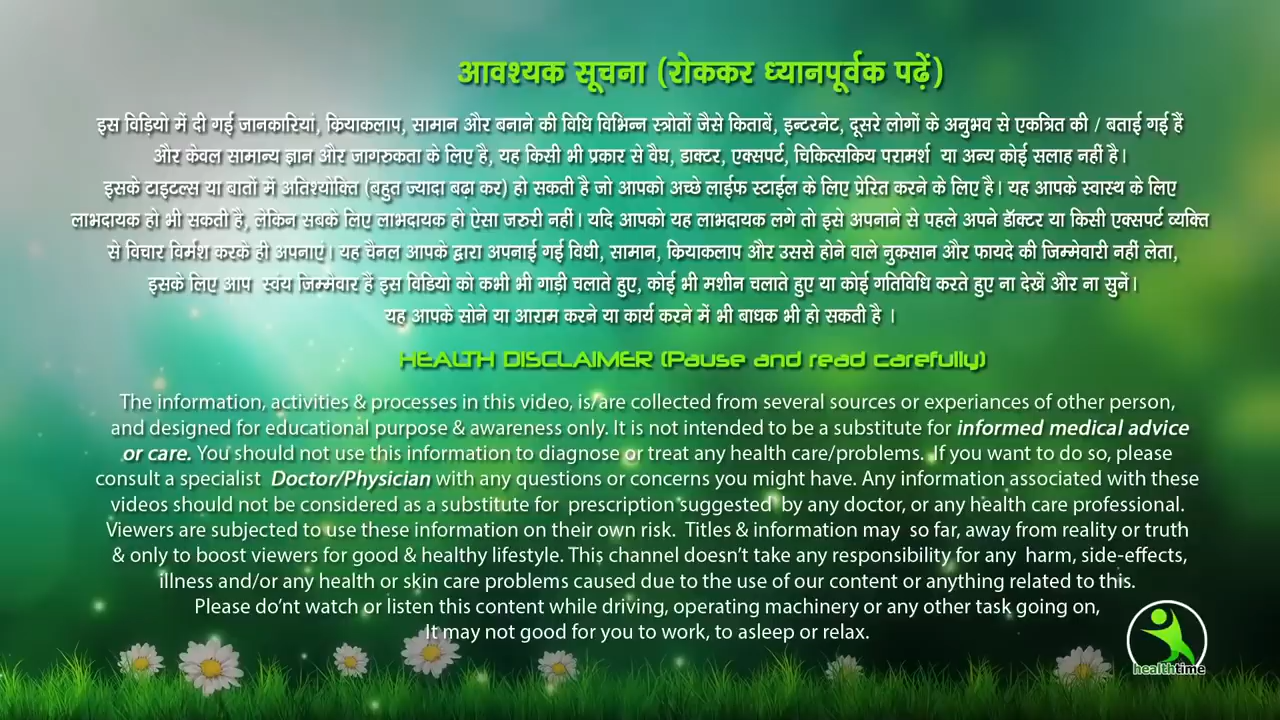 आवश्यक सूचना (रोककर ध्यानपूर्वक पढ़ें)
इस विड़ियो में दी गई जानकारियां, क्रियाकलाप, सामान और बनाने की विधि विभिन्न स्त्रोतों जैसे किताबें, इन्टरनेट, दूसरे लोगों के अनुभव से एकत्रित की / बताई गई हैं
और केवल सामान्य ज्ञान और जागरुकता के लिए है, यह किसी भी प्रकार से वैघ, डाक्टर, एक्सपर्ट, चिकित्सकिय परामर्श या अन्य कोई सलाह नहीं है।
इसके टाइटल्स या बातों में अतिश्योक्ति (बहुत ज्यादा बढ़ा कर) हो सकती है जो आपको अच्छे लाईफ स्टाईल के लिए प्रेरित करने के लिए है। यह आपके स्वास्थ के लिए
लाभदायक हो भी सकती है, लेकिन सबके लिए लाभदायक हो ऐसा जरुरी नहीं। यदि आपको यह लाभदायक लगे तो इसे अपनाने से पहले अपने डॉक्टर या किसी एक्सपर्ट व्यक्ति
से विचार विर्मश करके ही अपनाएं। यह चैनल आपके द्वारा अपनाई गई विधी, सामान, क्रियाकलाप और उससे होने वाले नुकसान और फायदे की जिम्मेवारी नहीं लेता,
इसके लिए आप स्वंय जिम्मेवार हैं इस विडियो को कभी भी गाड़ी चलाते हुए, कोई भी मशीन चलाते हुए या कोई गतिविधि करते हुए ना देखें और ना सुनें।
यह आपके सोने या आराम करने या कार्य करने में भी बाधक भी हो सकती है ।
HEALTH DISCLAIMER (Pause and read carefully)
The information, activities & processes in this video, is/are collected from several sources or experiances of other person,
and designed for educational purpose & awareness only. It is not intended to be a substitute for informed medical advice
or care. You should not use this information to diagnose or treat any health care/problems. If you want to do so, please
consult a specialist Doctor/Physician with any questions or concerns you might have. Any information associated with these
videos should not be considered as a substitute for prescription suggested by any doctor, or any health care professional.
Viewers are subjected to use these information on their own risk. Titles & information may so far, away from reality or truth
& only to boost viewers for good & healthy lifestyle. This channel doesn't take any responsibility for any harm, side-effects,
illness and/or any health or skin care problems caused due to the use of our content or anything related to this.
Please do'nt watch or listen this content while driving, operating machinery or any other task going on,
It may not good for you to work, to asleep or relax.
healthtime